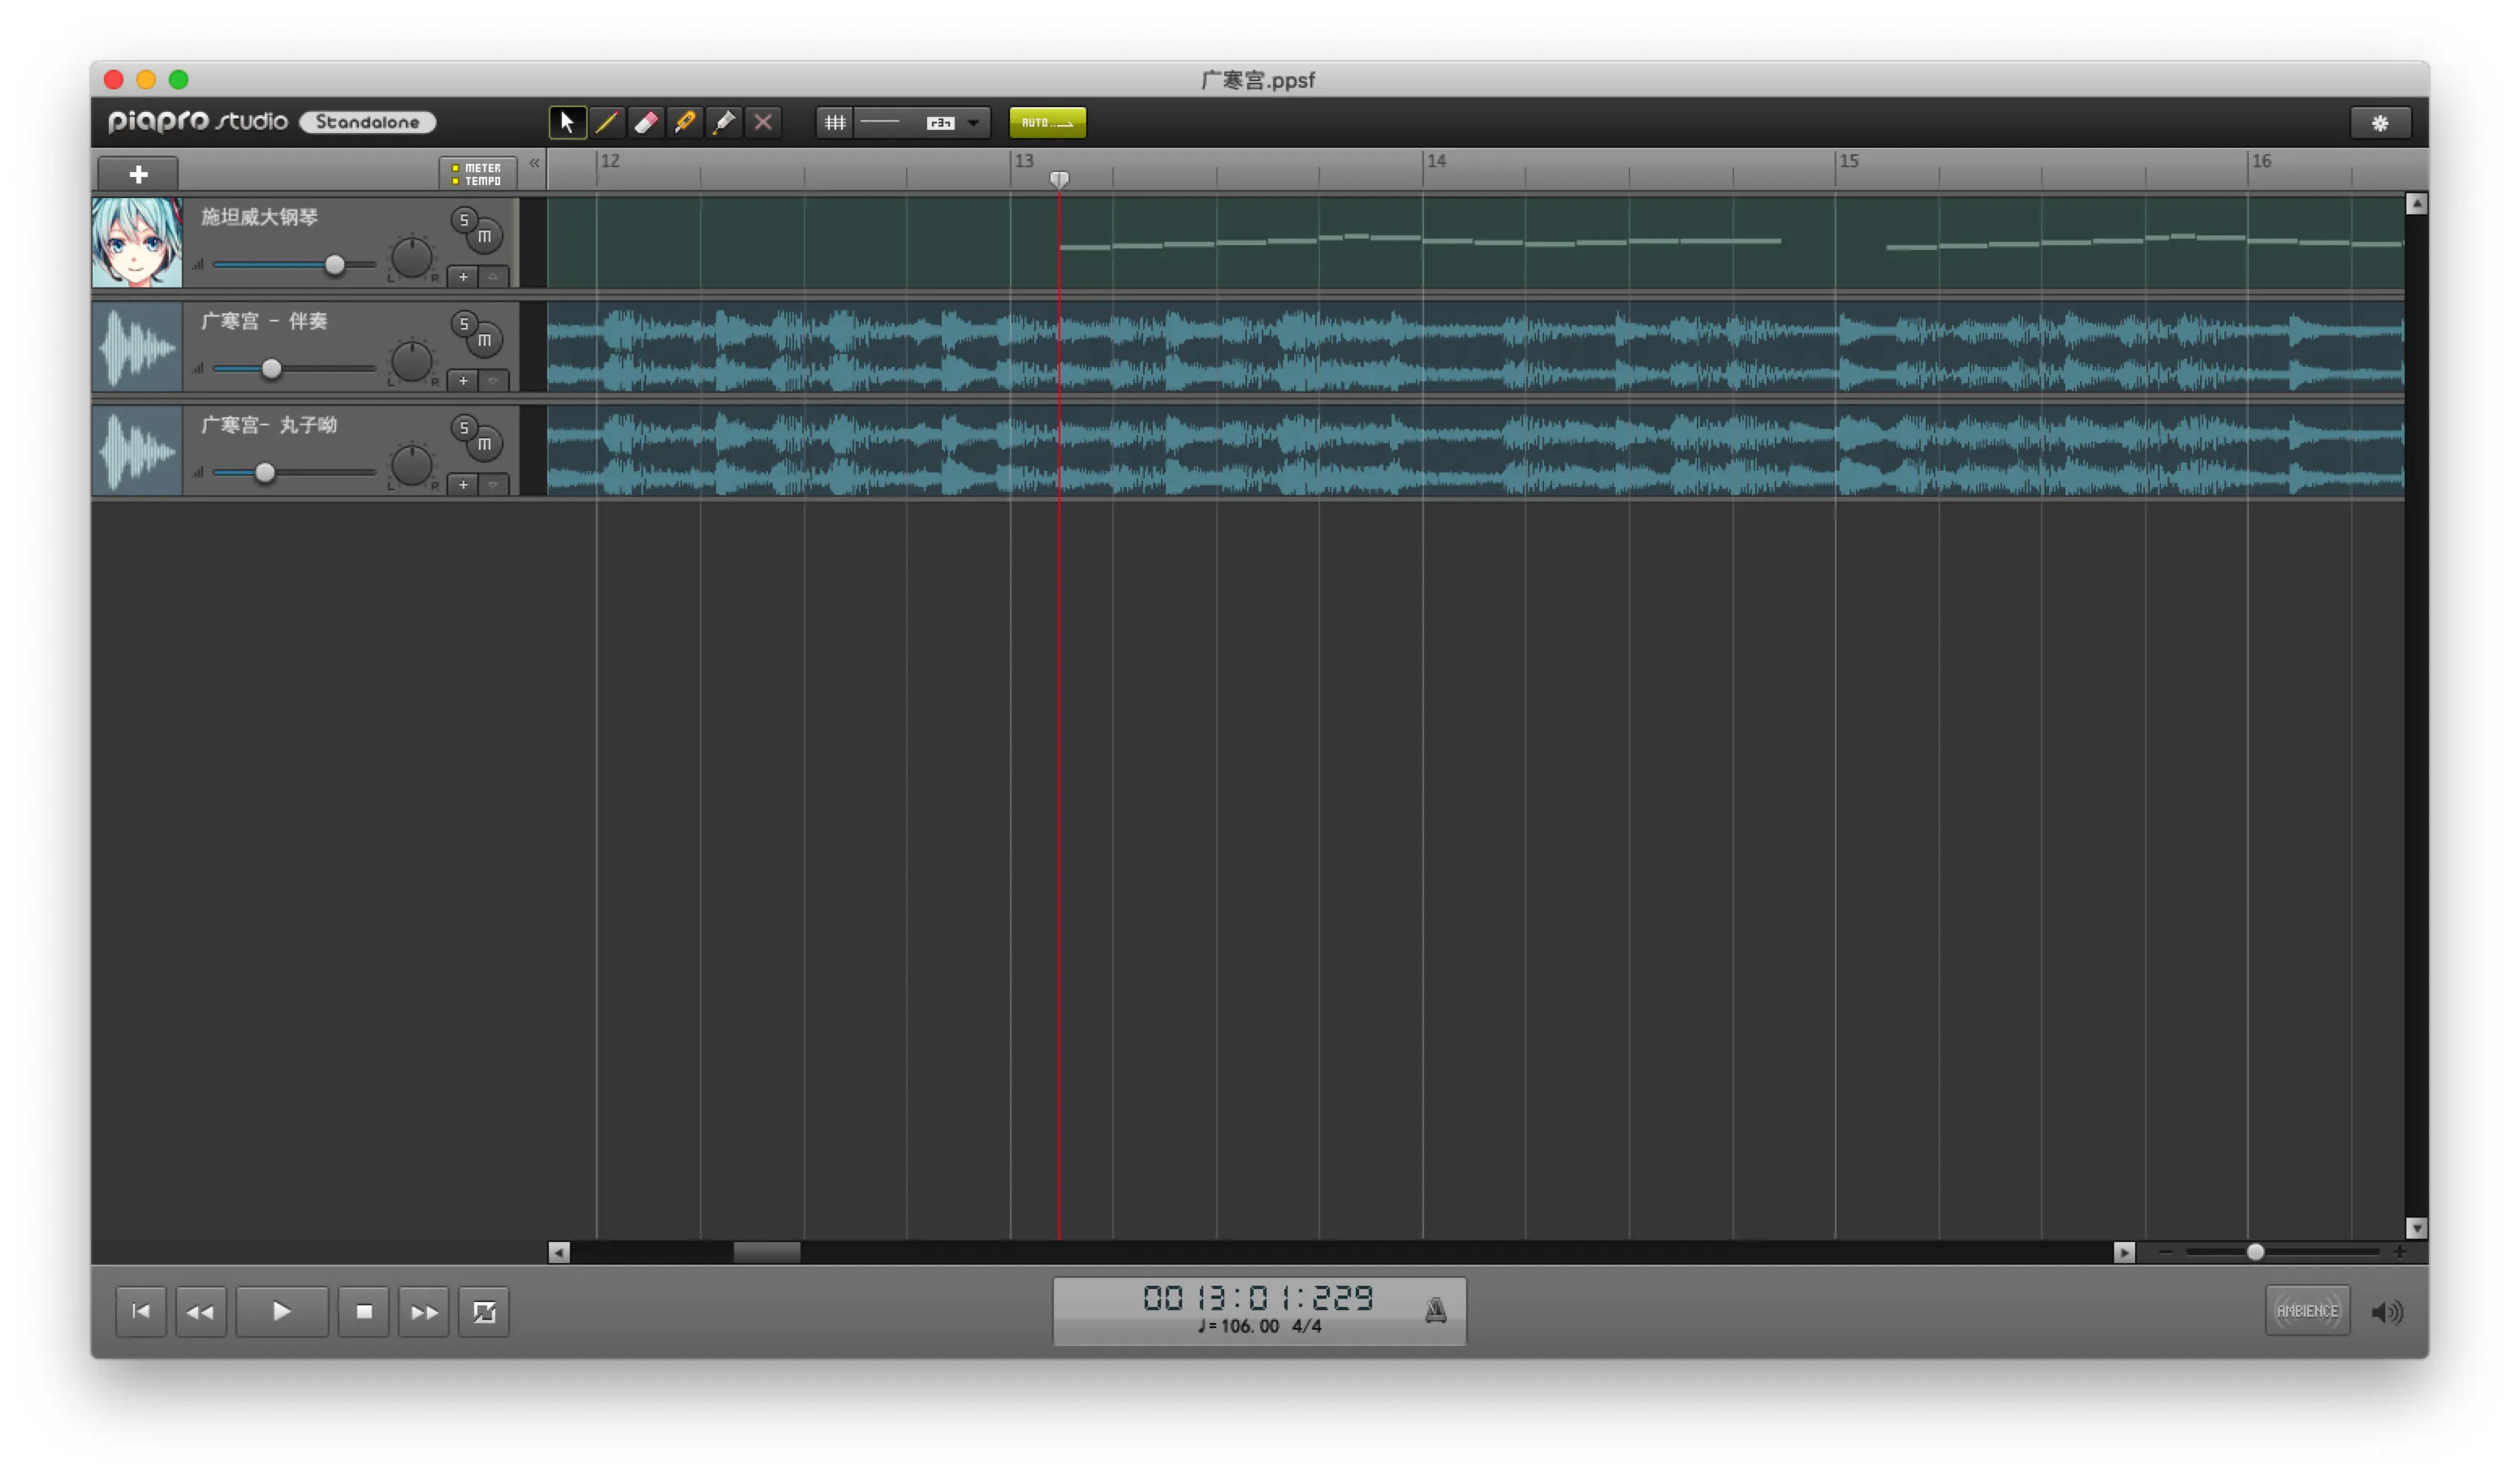 广寒宫.ppsf
piapro studio Standalone
AUTO
METER
TEMPO
12 13 14 15 16
施坦威大钢琴
S
m
L R
广寒宫 - 伴奏
S
m
L R
广寒宫- 丸子呦
S
m
L R
0013:01:229
♩= 106.00 4/4
AMBIENCE